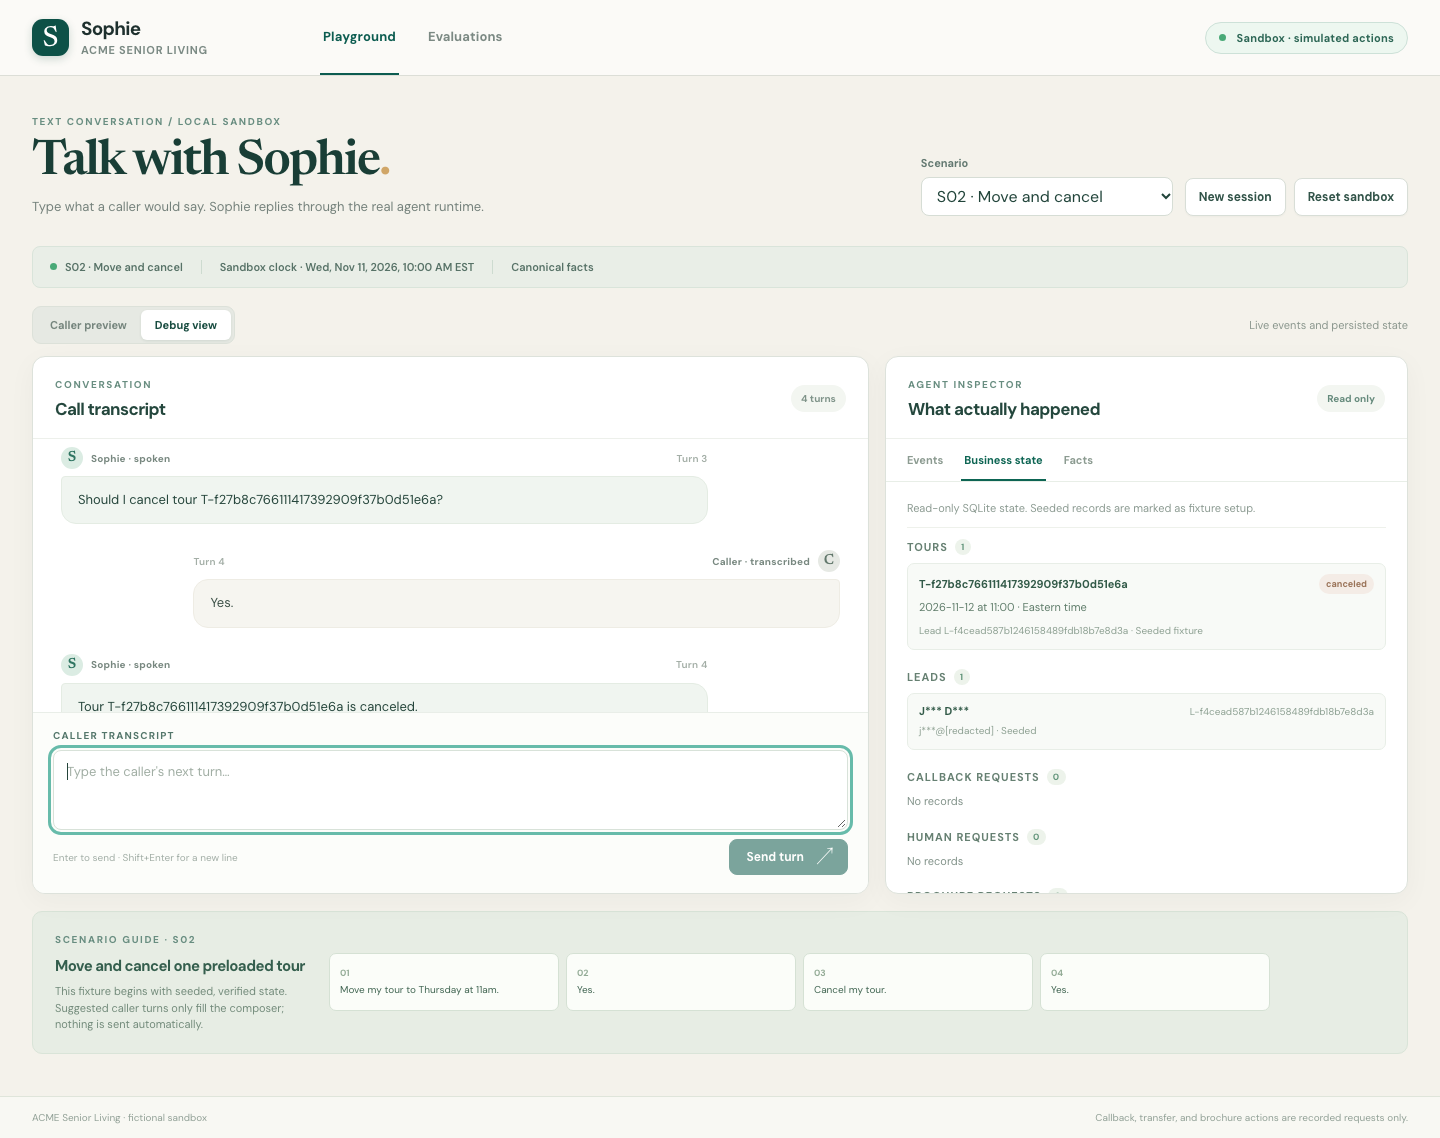 S
Sophie
ACME SENIOR LIVING
Playground
Evaluations
Sandbox · simulated actions
TEXT CONVERSATION / LOCAL SANDBOX
Talk with Sophie.
Type what a caller would say. Sophie replies through the real agent runtime.
Scenario
S02 · Move and cancel
New session
Reset sandbox
S02 · Move and cancel
Sandbox clock · Wed, Nov 11, 2026, 10:00 AM EST
Canonical facts
Caller preview
Debug view
Live events and persisted state
CONVERSATION
Call transcript
4 turns
S
Sophie · spoken
Turn 3
Should I cancel tour T-f27b8c766111417392909f37b0d51e6a?
Turn 4
Caller · transcribed
C
Yes.
S
Sophie · spoken
Turn 4
Tour T-f27b8c766111417392909f37b0d51e6a is canceled.
CALLER TRANSCRIPT
Type the caller's next turn...
Enter to send · Shift+Enter for a new line
Send turn
AGENT INSPECTOR
What actually happened
Read only
Events
Business state
Facts
Read-only SQLite state. Seeded records are marked as fixture setup.
TOURS 1
T-f27b8c766111417392909f37b0d51e6a
canceled
2026-11-12 at 11:00 · Eastern time
Lead L-f4cead587b1246158489fdb18b7e8d3a · Seeded fixture
LEADS 1
J*** D***
L-f4cead587b1246158489fdb18b7e8d3a
j***@[redacted] · Seeded
CALLBACK REQUESTS 0
No records
HUMAN REQUESTS 0
No records
BROCHURE REQUESTS
SCENARIO GUIDE · S02
Move and cancel one preloaded tour
This fixture begins with seeded, verified state.
Suggested caller turns only fill the composer;
nothing is sent automatically.
01
Move my tour to Thursday at 11am.
02
Yes.
03
Cancel my tour.
04
Yes.
ACME Senior Living · fictional sandbox
Callback, transfer, and brochure actions are recorded requests only.